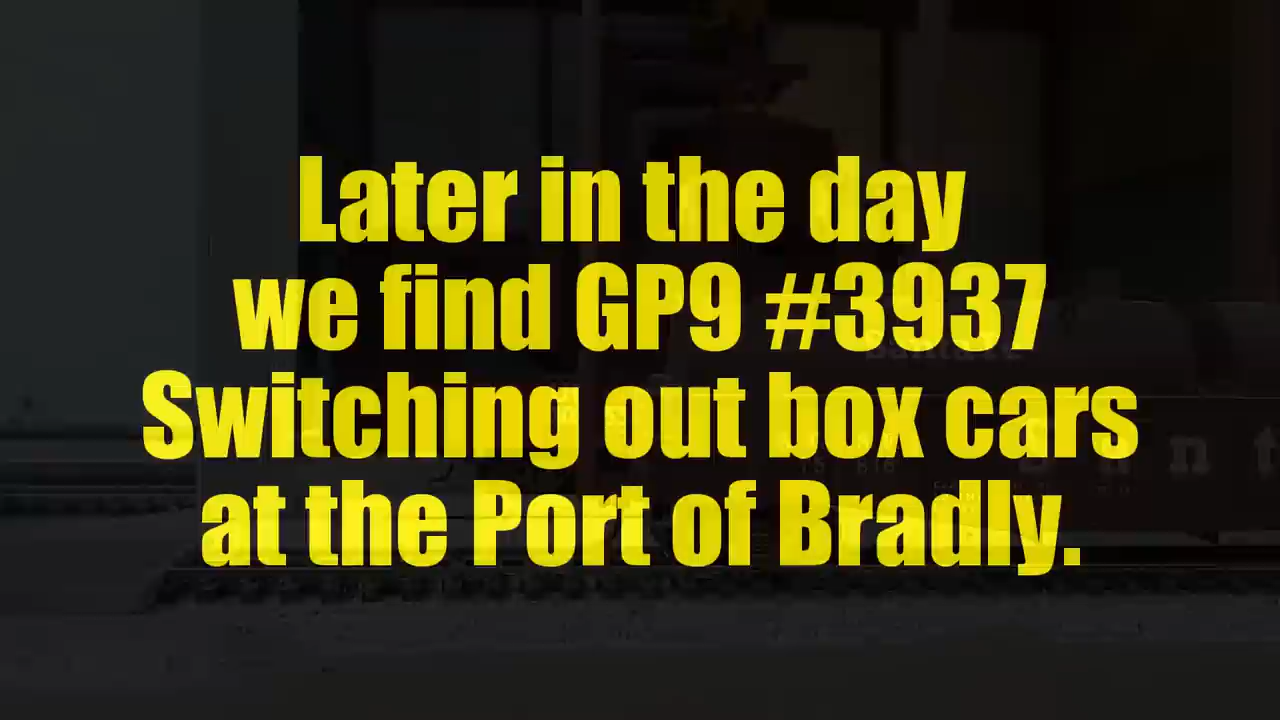 Later in the day
we find GP9 #3937
Switching out box cars
at the Port of Bradly.